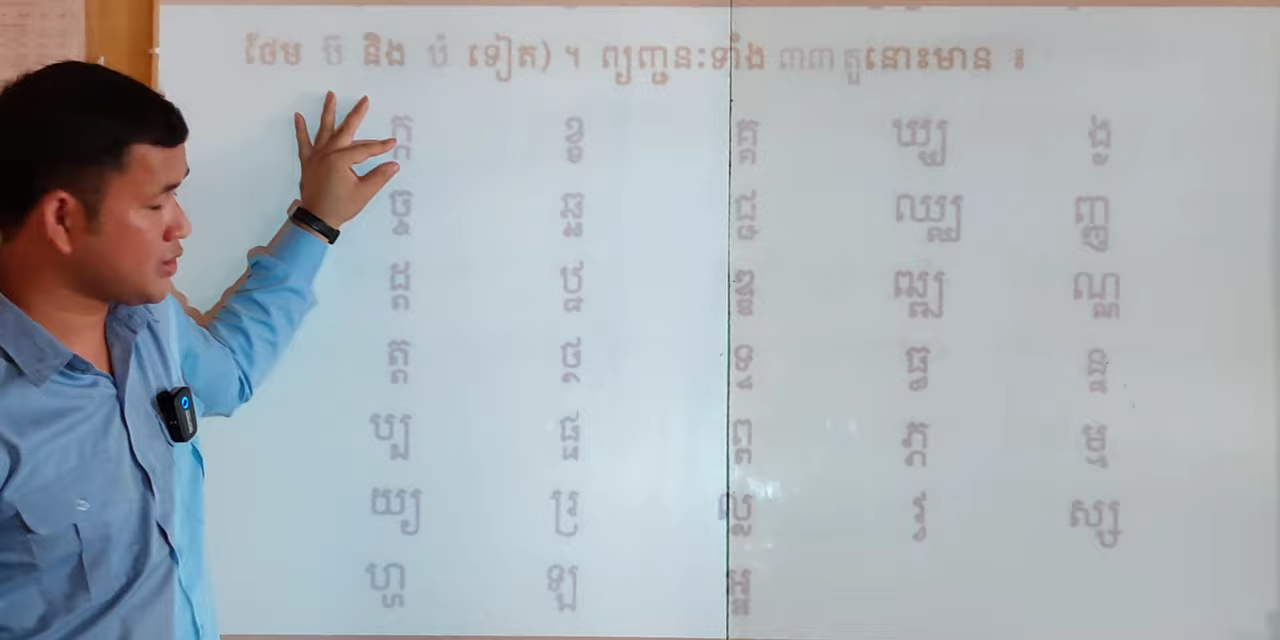 ថែម ប៊ និង ប៉ ទៀត) ។ ព្យញ្ជនៈទាំង ៣៣ តួនោះមាន ៖
ក្ក ខ្ខ គ្គ ឃ្ឃ ង្ង
ច្ច ឆ្ឆ ជ្ជ ឈ្ឈ ញ្ញ
ដ្ដ ឋ្ឋ ឌ្ឌ ឍ្ឍ ណ្ណ
ត្ត ថ្ថ ទ្ទ ធ្ធ ន្ន
ប្ប ផ្ផ ព្ព ភ្ភ ម្ម
យ្យ រ្រ ល្ល វ្វ ស្ស
ហ្ហ ឡ អ្អ